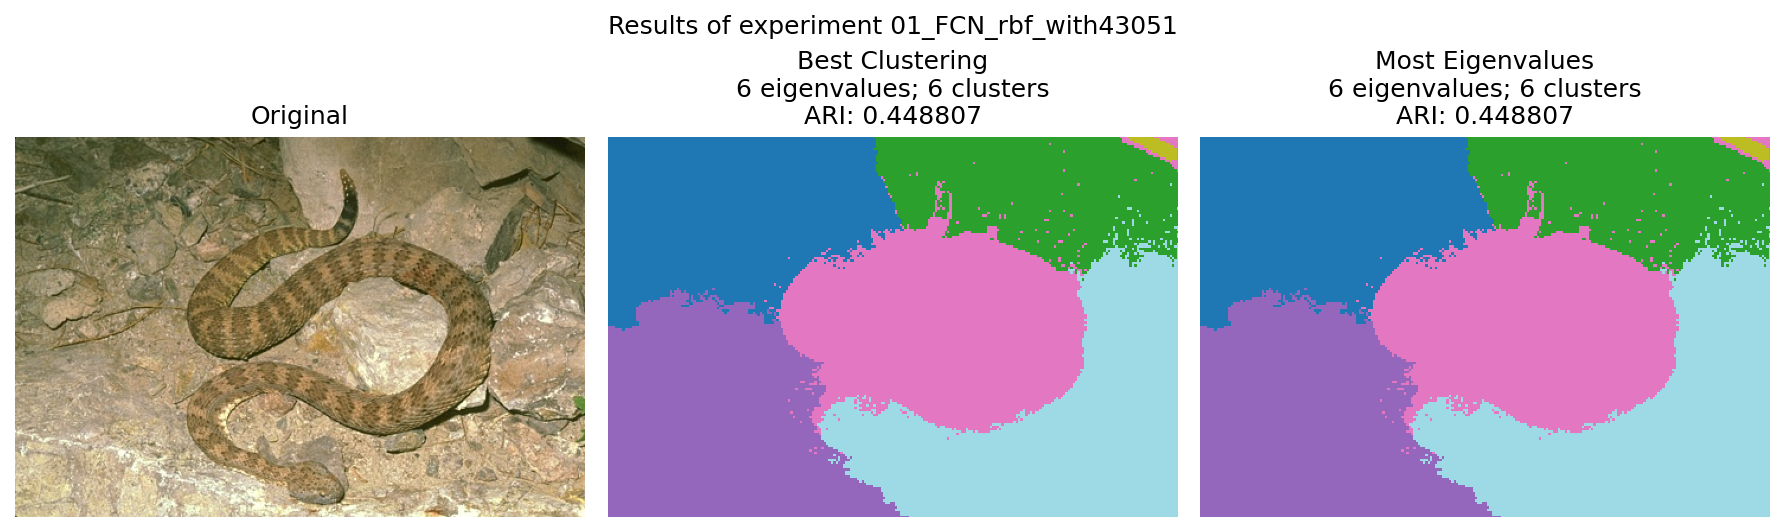 Results of experiment 01_FCN_rbf_with43051
Original
Best Clustering
6 eigenvalues; 6 clusters
ARI: 0.448807
Most Eigenvalues
6 eigenvalues; 6 clusters
ARI: 0.448807